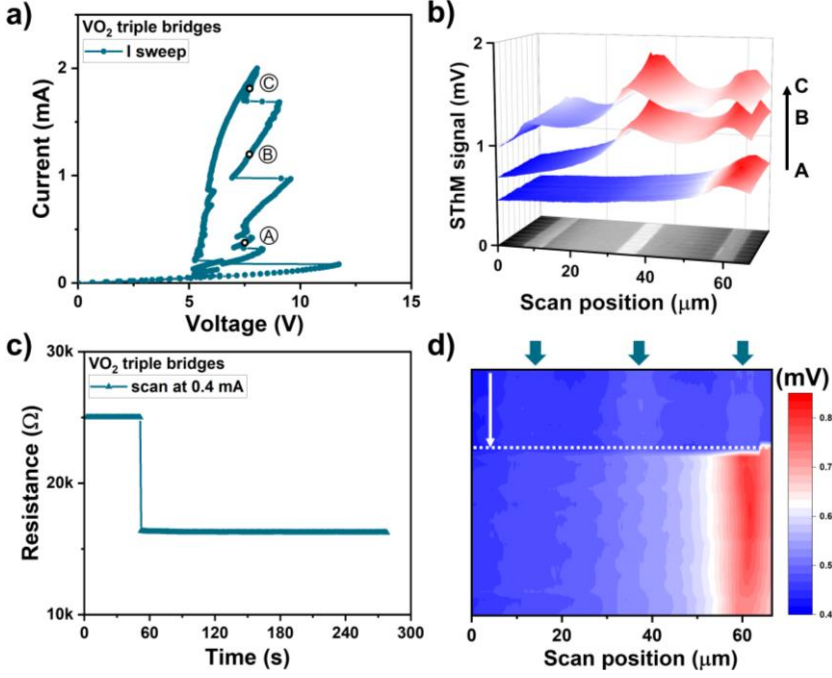 a)
VO₂ triple bridges
I sweep
Current (mA)
2
1
0
Ⓒ
Ⓑ
Ⓐ
0 5 10 15
Voltage (V)
b)
SThM signal (mV)
2
1
0
C
B
A
0 20 40 60
Scan position (μm)
c)
VO₂ triple bridges
scan at 0.4 mA
Resistance (Ω)
30k
20k
10k
0 60 120 180 240 300
Time (s)
d)
(mV)
0.8
0.7
0.6
0.5
0.4
0 20 40 60
Scan position (μm)